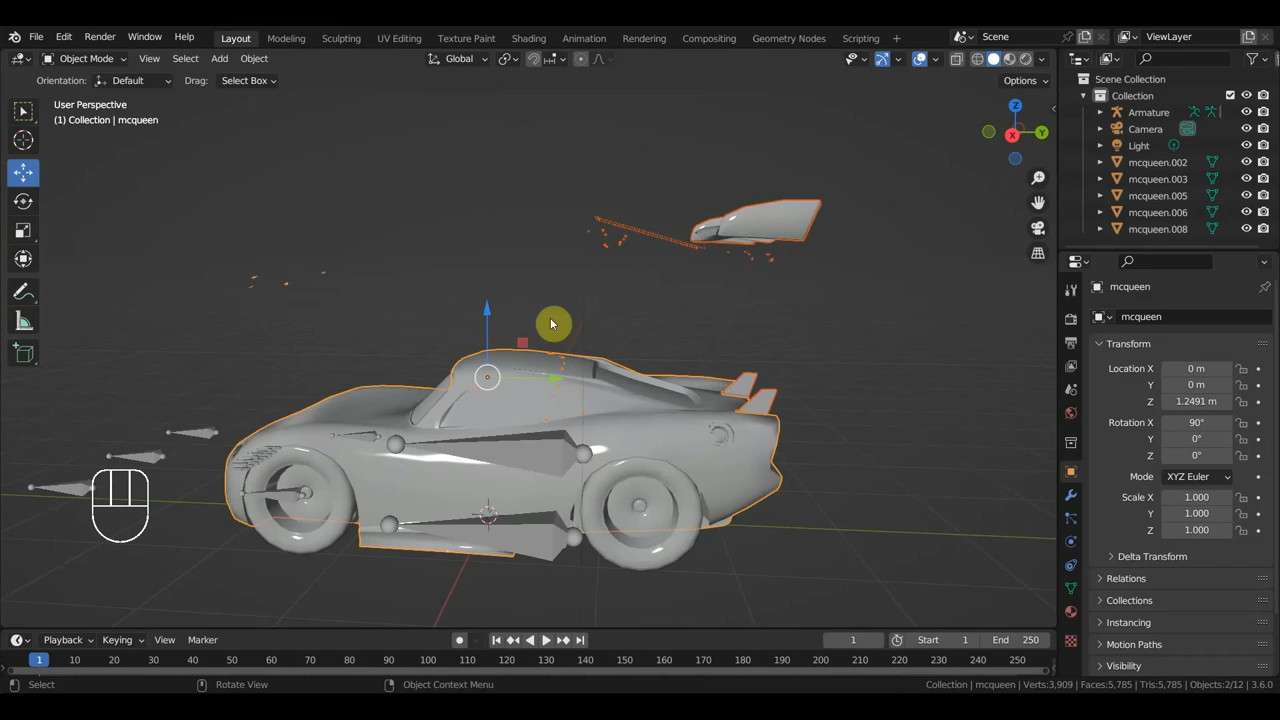 File Edit Render Window Help Layout Modeling Sculpting UV Editing Texture Paint Shading Animation Rendering Compositing Geometry Nodes Scripting + Scene ViewLayer
Object Mode View Select Add Object Global Options
Orientation: Default Drag: Select Box
User Perspective
(1) Collection | mcqueen
Z
Y
X
Scene Collection
Collection
Armature
Camera
Light
mcqueen.002
mcqueen.003
mcqueen.005
mcqueen.006
mcqueen.008
mcqueen
mcqueen
Transform
Location X 0 m
Y 0 m
Z 1.2491 m
Rotation X 90°
Y 0°
Z 0°
Mode XYZ Euler
Scale X 1.000
Y 1.000
Z 1.000
Delta Transform
Relations
Collections
Instancing
Motion Paths
Visibility
Playback Keying View Marker 1 Start 1 End 250
1 10 20 30 40 50 60 70 80 90 100 110 120 130 140 150 160 170 180 190 200 210 220 230 240 250
Select Rotate View Object Context Menu Collection | mcqueen | Verts:3,909 | Faces:5,785 | Tris:5,785 | Objects:2/12 | 3.6.0